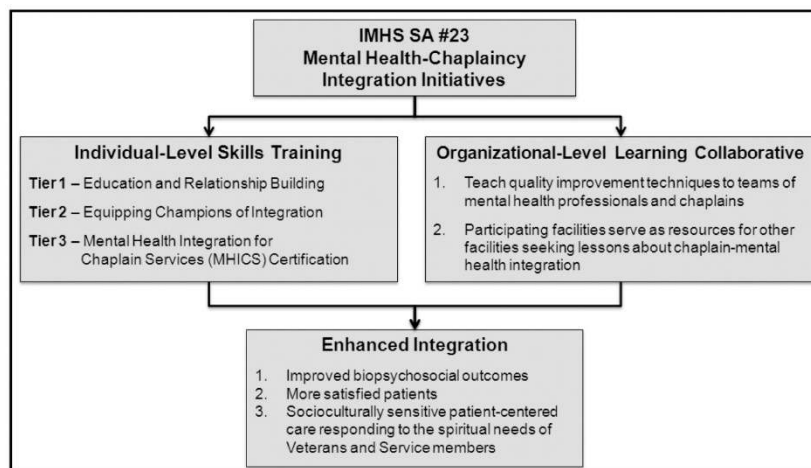 IMHS SA #23
Mental Health-Chaplaincy
Integration Initiatives
Individual-Level Skills Training
Tier 1 – Education and Relationship Building
Tier 2 – Equipping Champions of Integration
Tier 3 – Mental Health Integration for
Chaplain Services (MHICS) Certification
Organizational-Level Learning Collaborative
1. Teach quality improvement techniques to teams of
mental health professionals and chaplains
2. Participating facilities serve as resources for other
facilities seeking lessons about chaplain-mental
health integration
Enhanced Integration
1. Improved biopsychosocial outcomes
2. More satisfied patients
3. Socioculturally sensitive patient-centered
care responding to the spiritual needs of
Veterans and Service members